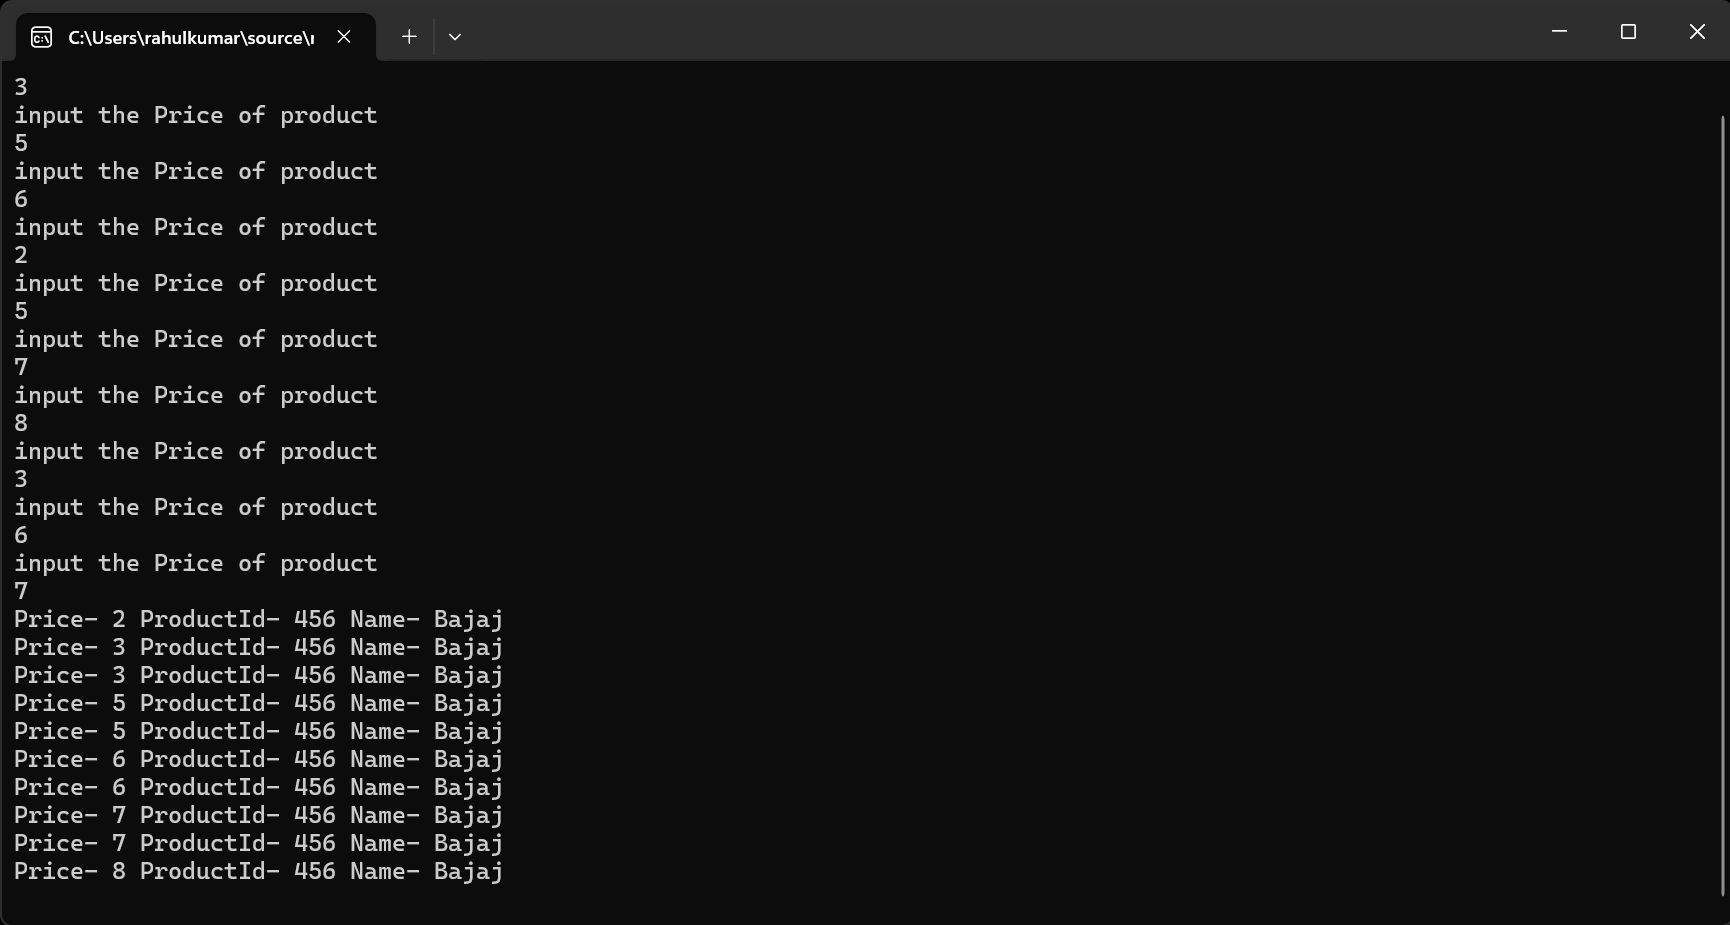 C:\Users\rahulkumar\source\r
3
input the Price of product
5
input the Price of product
6
input the Price of product
2
input the Price of product
5
input the Price of product
7
input the Price of product
8
input the Price of product
3
input the Price of product
6
input the Price of product
7
Price- 2 ProductId- 456 Name- Bajaj
Price- 3 ProductId- 456 Name- Bajaj
Price- 3 ProductId- 456 Name- Bajaj
Price- 5 ProductId- 456 Name- Bajaj
Price- 5 ProductId- 456 Name- Bajaj
Price- 6 ProductId- 456 Name- Bajaj
Price- 6 ProductId- 456 Name- Bajaj
Price- 7 ProductId- 456 Name- Bajaj
Price- 7 ProductId- 456 Name- Bajaj
Price- 8 ProductId- 456 Name- Bajaj